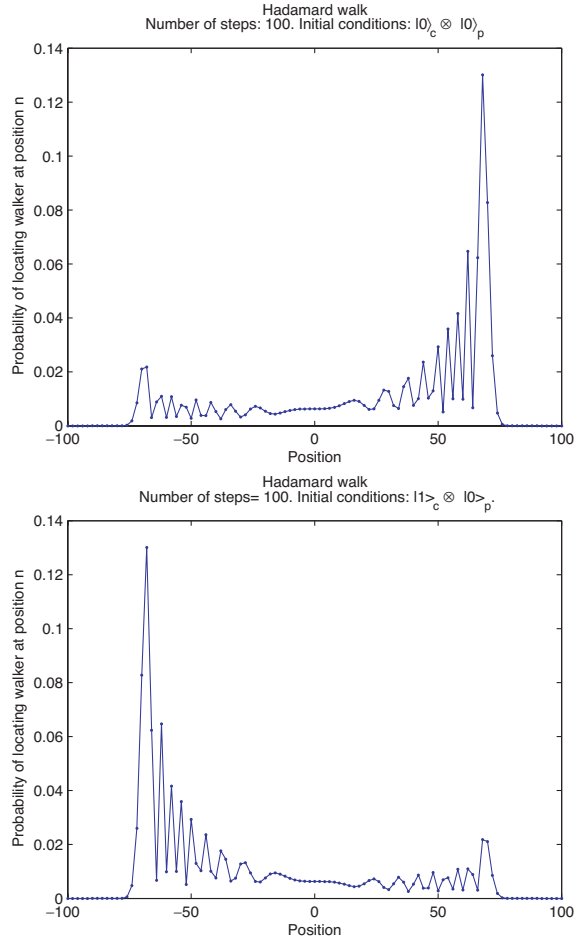 Hadamard walk
Number of steps: 100. Initial conditions: |0⟩c ⊗ |0⟩p
0.14
0.12
0.1
0.08
0.06
0.04
0.02
0
Probability of locating walker at position n
−100 −50 0 50 100
Position
Hadamard walk
Number of steps= 100. Initial conditions: |1>c ⊗ |0>p.
0.14
0.12
0.1
0.08
0.06
0.04
0.02
0
Probability of locating walker at position n
−100 −50 0 50 100
Position